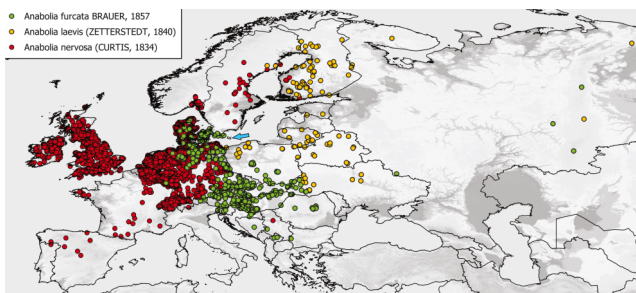 Anabolia furcata BRAUER, 1857
Anabolia laevis (ZETTERSTEDT, 1840)
Anabolia nervosa (CURTIS, 1834)